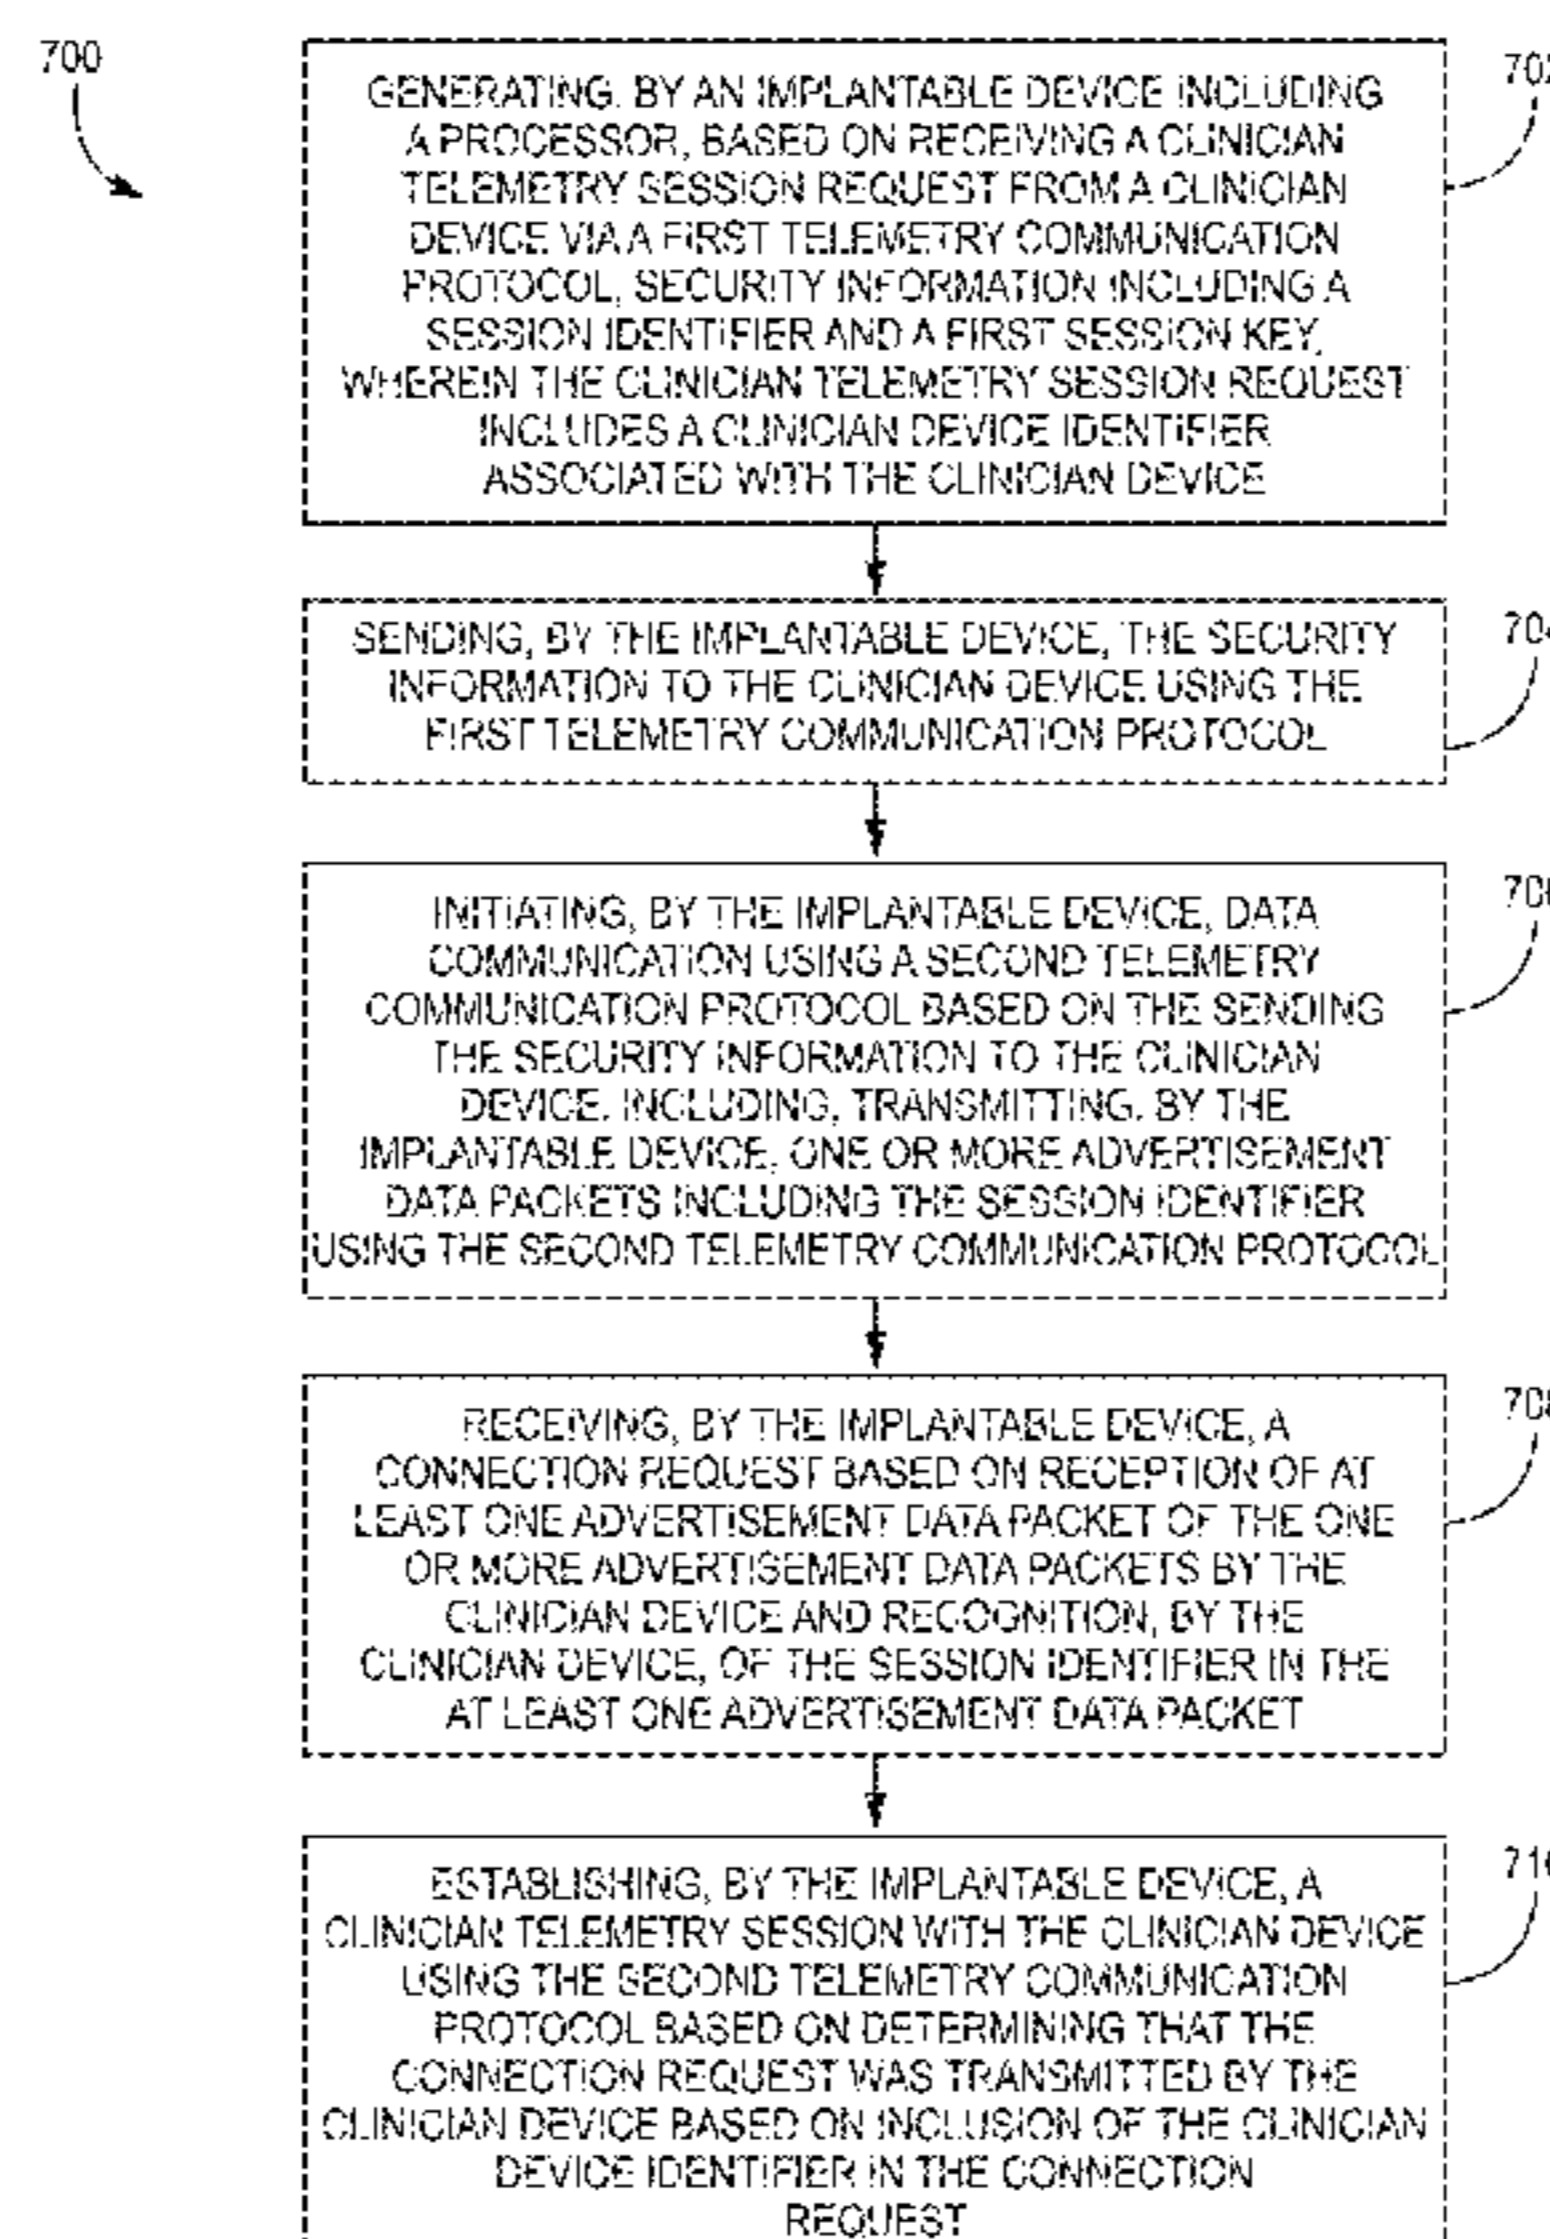 700
702
GENERATING, BY AN IMPLANTABLE DEVICE INCLUDING
A PROCESSOR, BASED ON RECEIVING A CLINICIAN
TELEMETRY SESSION REQUEST FROM A CLINICIAN
DEVICE VIA A FIRST TELEMETRY COMMUNICATION
PROTOCOL, SECURITY INFORMATION INCLUDING A
SESSION IDENTIFIER AND A FIRST SESSION KEY,
WHEREIN THE CLINICIAN TELEMETRY SESSION REQUEST
INCLUDES A CLINICIAN DEVICE IDENTIFIER
ASSOCIATED WITH THE CLINICIAN DEVICE
704
SENDING, BY THE IMPLANTABLE DEVICE, THE SECURITY
INFORMATION TO THE CLINICIAN DEVICE USING THE
FIRST TELEMETRY COMMUNICATION PROTOCOL
706
INITIATING, BY THE IMPLANTABLE DEVICE, DATA
COMMUNICATION USING A SECOND TELEMETRY
COMMUNICATION PROTOCOL BASED ON THE SENDING
THE SECURITY INFORMATION TO THE CLINICIAN
DEVICE, INCLUDING, TRANSMITTING, BY THE
IMPLANTABLE DEVICE, ONE OR MORE ADVERTISEMENT
DATA PACKETS INCLUDING THE SESSION IDENTIFIER
USING THE SECOND TELEMETRY COMMUNICATION PROTOCOL
708
RECEIVING, BY THE IMPLANTABLE DEVICE, A
CONNECTION REQUEST BASED ON RECEPTION OF AT
LEAST ONE ADVERTISEMENT DATA PACKET OF THE ONE
OR MORE ADVERTISEMENT DATA PACKETS BY THE
CLINICIAN DEVICE AND RECOGNITION, BY THE
CLINICIAN DEVICE, OF THE SESSION IDENTIFIER IN THE
AT LEAST ONE ADVERTISEMENT DATA PACKET
710
ESTABLISHING, BY THE IMPLANTABLE DEVICE, A
CLINICIAN TELEMETRY SESSION WITH THE CLINICIAN DEVICE
USING THE SECOND TELEMETRY COMMUNICATION
PROTOCOL BASED ON DETERMINING THAT THE
CONNECTION REQUEST WAS TRANSMITTED BY THE
CLINICIAN DEVICE BASED ON INCLUSION OF THE CLINICIAN
DEVICE IDENTIFIER IN THE CONNECTION
REQUEST